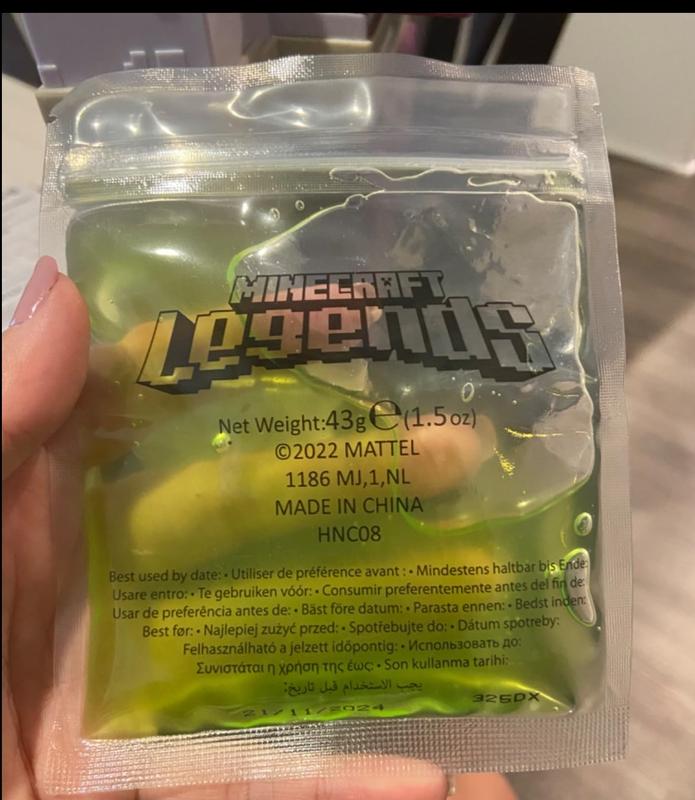 MINECRAFT
Legends
Net Weight:43g℮(1.5oz)
©2022 MATTEL
1186 MJ,1,NL
MADE IN CHINA
HNC08
Best used by date: • Utiliser de préférence avant : • Mindestens haltbar bis Ende:
Usare entro: • Te gebruiken vóór: • Consumir preferentemente antes del fin de:
Usar de preferência antes de: • Bäst före datum: • Parasta ennen: • Bedst inden:
Best før: • Najlepiej zużyć przed: • Spotřebujte do: • Dátum spotreby:
Felhasználható a jelzett időpontig: • Использовать до:
Συνιστάται η χρήση της έως: • Son kullanma tarihi:
يجب الاستخدام قبل تاريخ:
21/11/2024 325DX